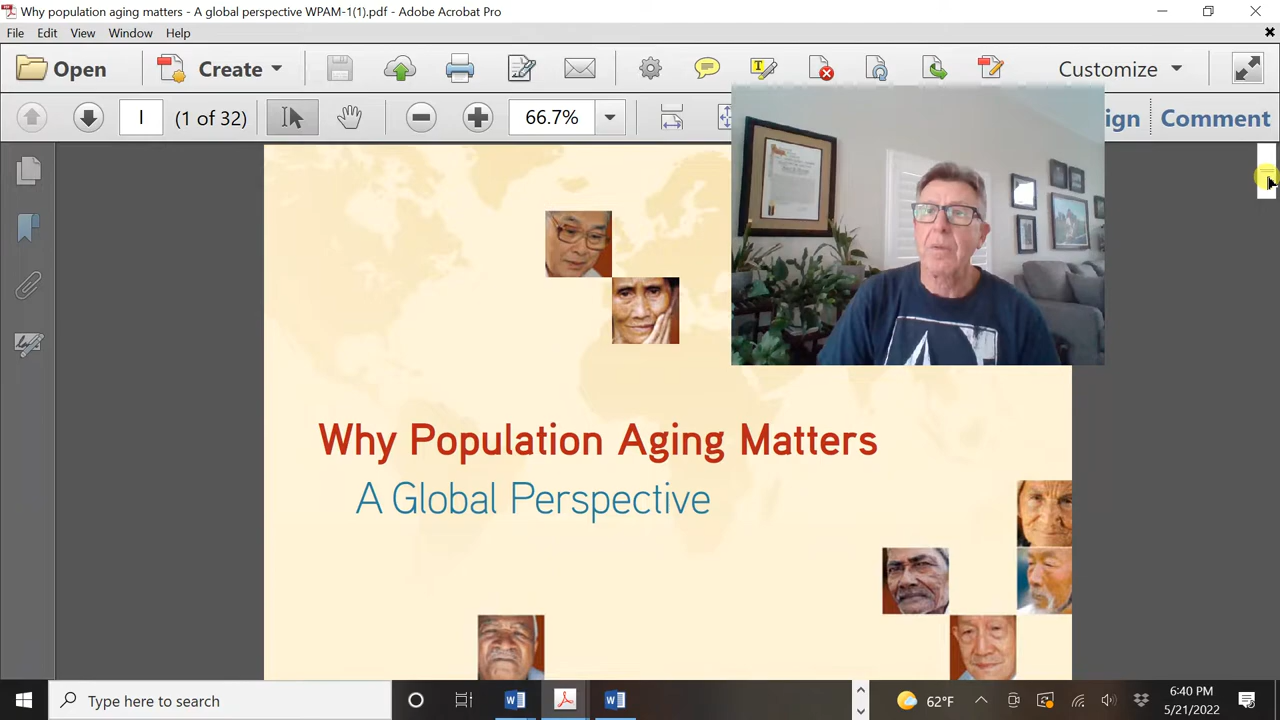 Why population aging matters - A global perspective WPAM-1(1).pdf - Adobe Acrobat Pro
File Edit View Window Help
Open Create Customize
I (1 of 32) 66.7% ign Comment
Why Population Aging Matters
A Global Perspective
Type here to search
62°F
6:40 PM
5/21/2022